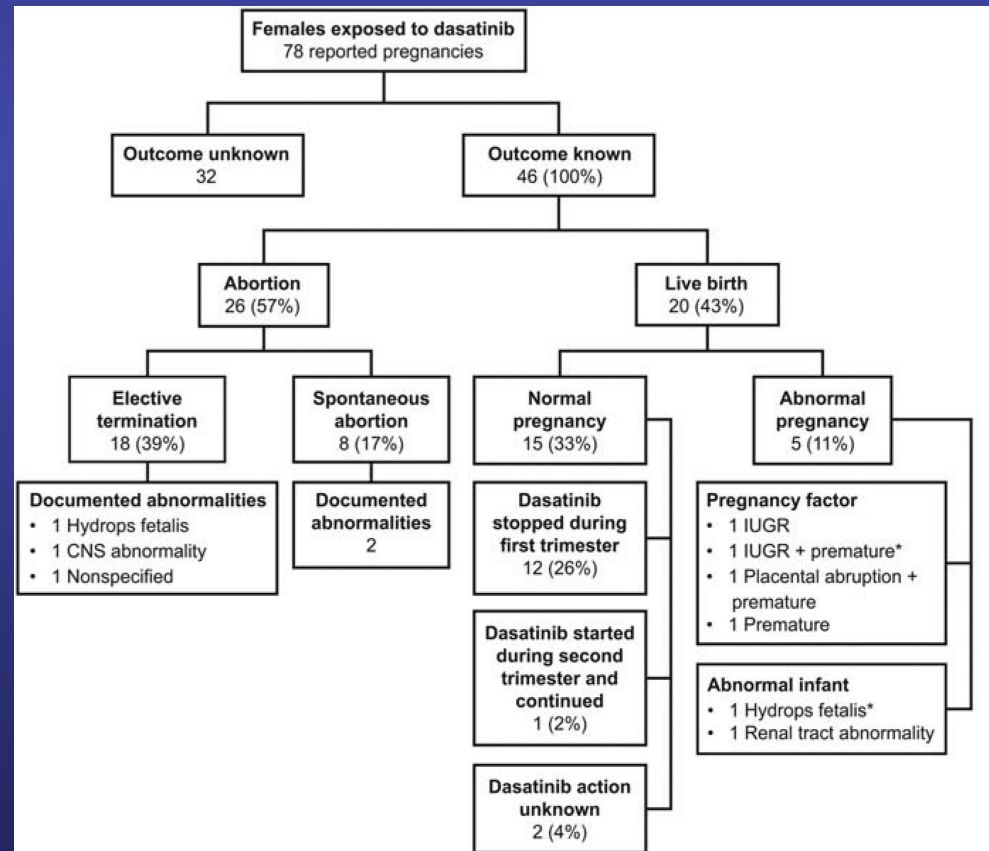 Females exposed to dasatinib
78 reported pregnancies
Outcome unknown
32
Outcome known
46 (100%)
Abortion
26 (57%)
Live birth
20 (43%)
Elective
termination
18 (39%)
Spontaneous
abortion
8 (17%)
Normal
pregnancy
15 (33%)
Abnormal
pregnancy
5 (11%)
Documented abnormalities
• 1 Hydrops fetalis
• 1 CNS abnormality
• 1 Nonspecified
Documented
abnormalities
2
Dasatinib
stopped during
first trimester
12 (26%)
Dasatinib started
during second
trimester and
continued
1 (2%)
Dasatinib action
unknown
2 (4%)
Pregnancy factor
• 1 IUGR
• 1 IUGR + premature*
• 1 Placental abruption +
premature
• 1 Premature
Abnormal infant
• 1 Hydrops fetalis*
• 1 Renal tract abnormality